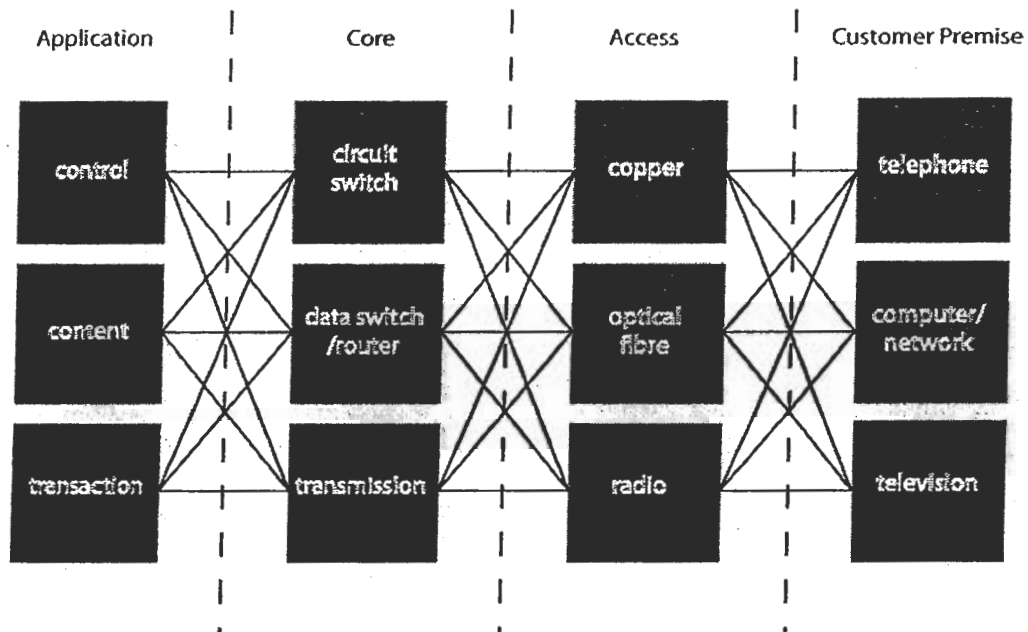 Application
Core
Access
Customer Premise
control
circuit
switch
copper
telephone
content
data switch
/router
optical
fibre
computer/
network
transaction
transmission
radio
television